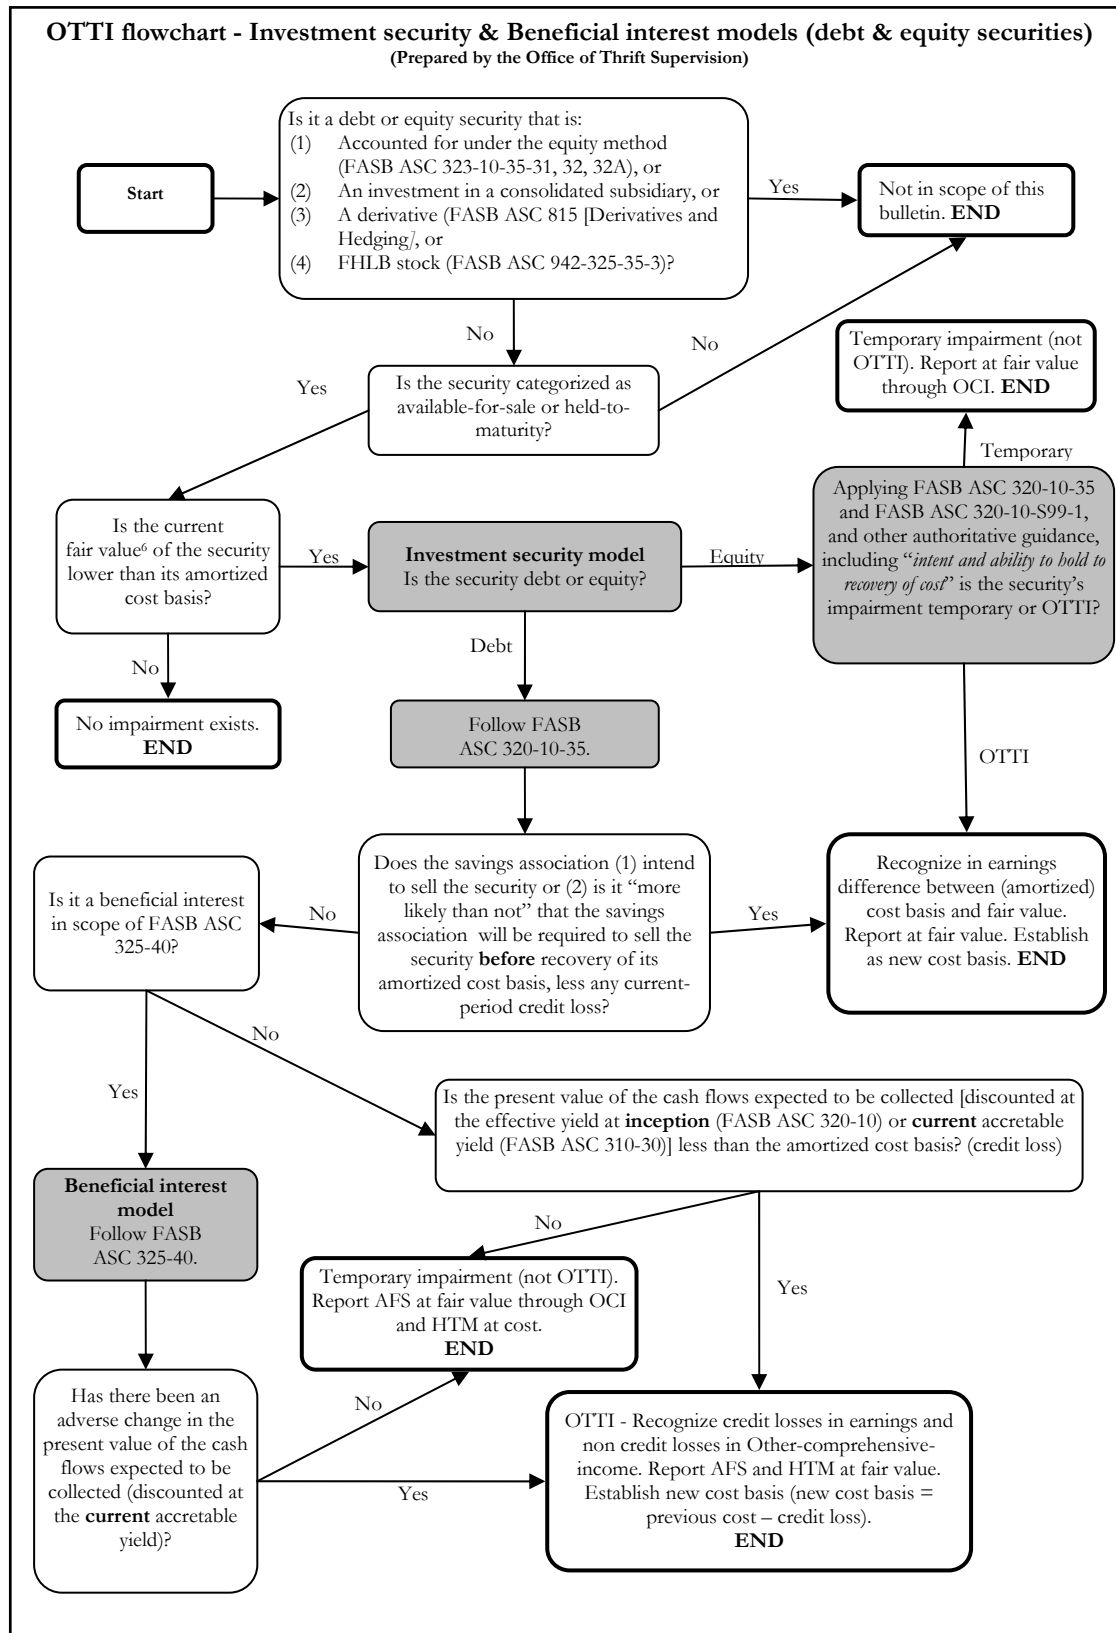 OTTI flowchart - Investment security & Beneficial interest models (debt & equity securities)
(Prepared by the Office of Thrift Supervision)
Start
Is it a debt or equity security that is:
(1) Accounted for under the equity method
(FASB ASC 323-10-35-31, 32, 32A), or
(2) An investment in a consolidated subsidiary, or
(3) A derivative (FASB ASC 815 [Derivatives and
Hedging], or
(4) FHLB stock (FASB ASC 942-325-35-3)?
Yes
Not in scope of this
bulletin. END
No
No
Is the security categorized as
available-for-sale or held-to-
maturity?
Yes
Temporary impairment (not
OTTI). Report at fair value
through OCI. END
Temporary
Is the current
fair value⁶ of the security
lower than its amortized
cost basis?
Yes
Investment security model
Is the security debt or equity?
Equity
Applying FASB ASC 320-10-35
and FASB ASC 320-10-S99-1,
and other authoritative guidance,
including “intent and ability to hold to
recovery of cost” is the security’s
impairment temporary or OTTI?
No
No impairment exists.
END
Debt
Follow FASB
ASC 320-10-35.
OTTI
Is it a beneficial interest
in scope of FASB ASC
325-40?
No
Does the savings association (1) intend
to sell the security or (2) is it “more
likely than not” that the savings
association will be required to sell the
security before recovery of its
amortized cost basis, less any current-
period credit loss?
Yes
Recognize in earnings
difference between (amortized)
cost basis and fair value.
Report at fair value. Establish
as new cost basis. END
No
Yes
Is the present value of the cash flows expected to be collected [discounted
at the effective yield at inception (FASB ASC 320-10) or current accretable
yield (FASB ASC 310-30)] less than the amortized cost basis? (credit loss)
Beneficial interest
model
Follow FASB
ASC 325-40.
No
Yes
Temporary impairment (not OTTI).
Report AFS at fair value through OCI
and HTM at cost.
END
Has there been an
adverse change in the
present value of the cash
flows expected to be
collected (discounted at
the current accretable
yield)?
No
Yes
OTTI - Recognize credit losses in earnings and
non credit losses in Other-comprehensive-
income. Report AFS and HTM at fair value.
Establish new cost basis (new cost basis =
previous cost – credit loss).
END